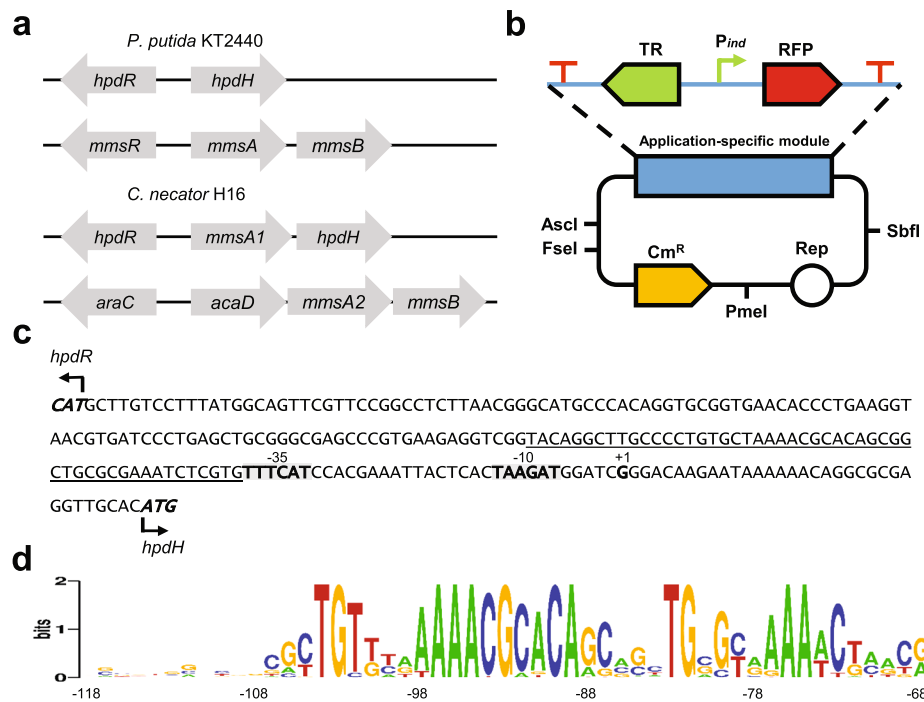 a
P. putida KT2440
hpdR hpdH
mmsR mmsA mmsB
C. necator H16
hpdR mmsA1 hpdH
araC acaD mmsA2 mmsB
b
TR Pind RFP
Application-specific module
AscI
FseI
SbfI
CmR
Rep
PmeI
c
hpdR
CATGCTTGTCCTTTATGGCAGTTCGTTCCGGCCTCTTAACGGGCATGCCCACAGGTGCGGTGAACACCCTGAAGGT
AACGTGATCCCTGAGCTGCGGGCGAGCCCGTGAAGAGGTCGGTACAGGCTTGCCCCTGTGCTAAAACGCACAGCGG
-35 -10 +1
CTGCGCGAAATCTCGTGTTTCATCCACGAAATTACTCACTAAGATGGATCGGGACAAGAATAAAAAACAGGCGCGA
GGTTGCACATG
hpdH
d
2
bits
1
0
-118 -108 -98 -88 -78 -68